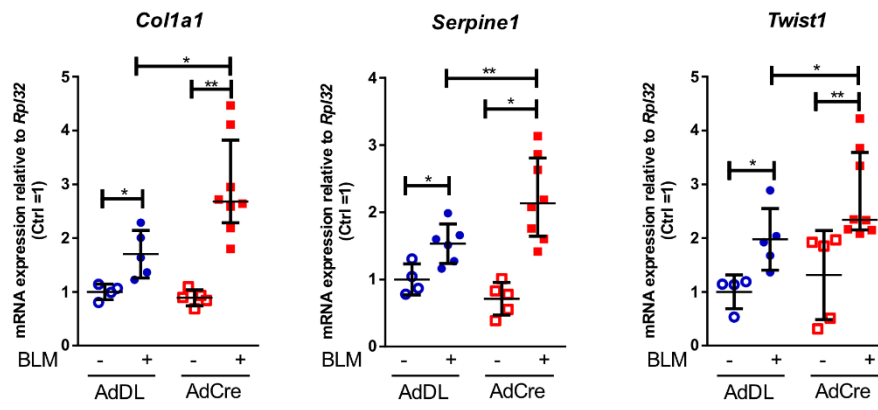 Col1a1
mRNA expression relative to Rpl32
(Ctrl =1)
5
4
3
2
1
0
*
*
**
BLM - + - +
AdDL AdCre
Serpine1
mRNA expression relative to Rpl32
(Ctrl =1)
4
3
2
1
0
**
*
*
BLM - + - +
AdDL AdCre
Twist1
mRNA expression relative to Rpl32
(Ctrl =1)
5
4
3
2
1
0
*
**
*
BLM - + - +
AdDL AdCre